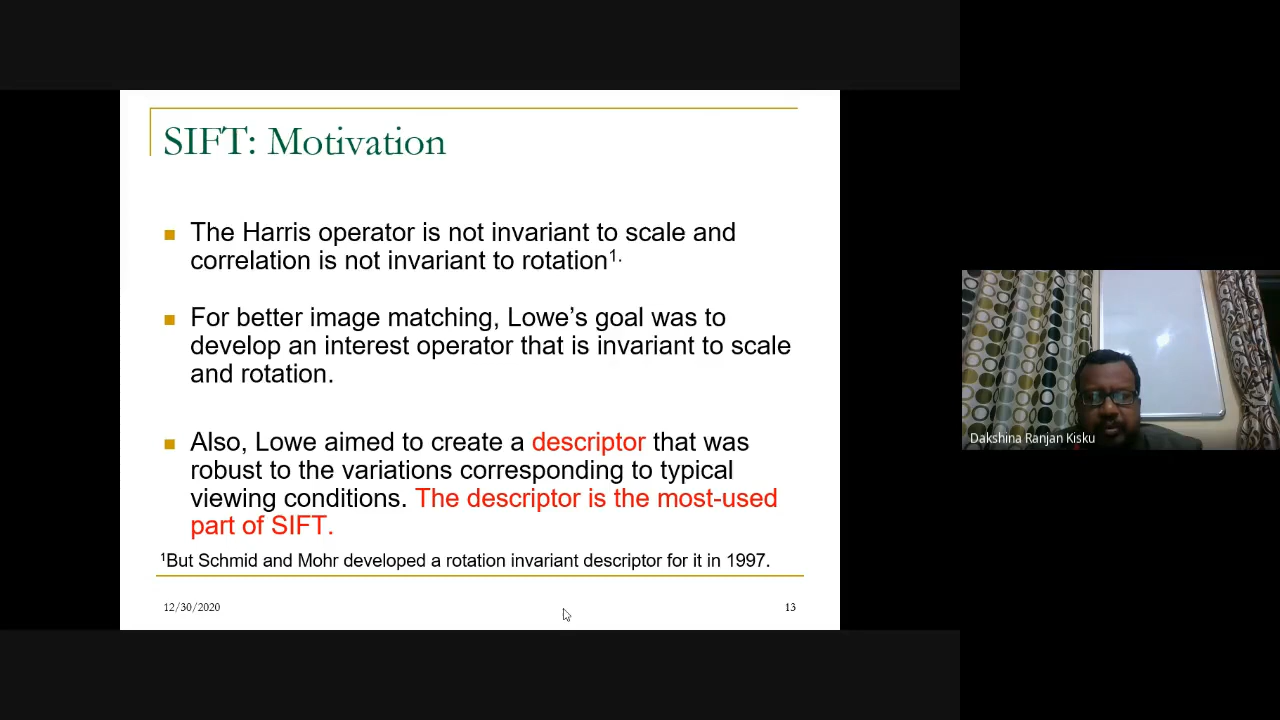 SIFT: Motivation
The Harris operator is not invariant to scale and
correlation is not invariant to rotation¹.
For better image matching, Lowe’s goal was to
develop an interest operator that is invariant to scale
and rotation.
Also, Lowe aimed to create a descriptor that was
robust to the variations corresponding to typical
viewing conditions. The descriptor is the most-used
part of SIFT.
¹But Schmid and Mohr developed a rotation invariant descriptor for it in 1997.
12/30/2020
13
Dakshina Ranjan Kisku